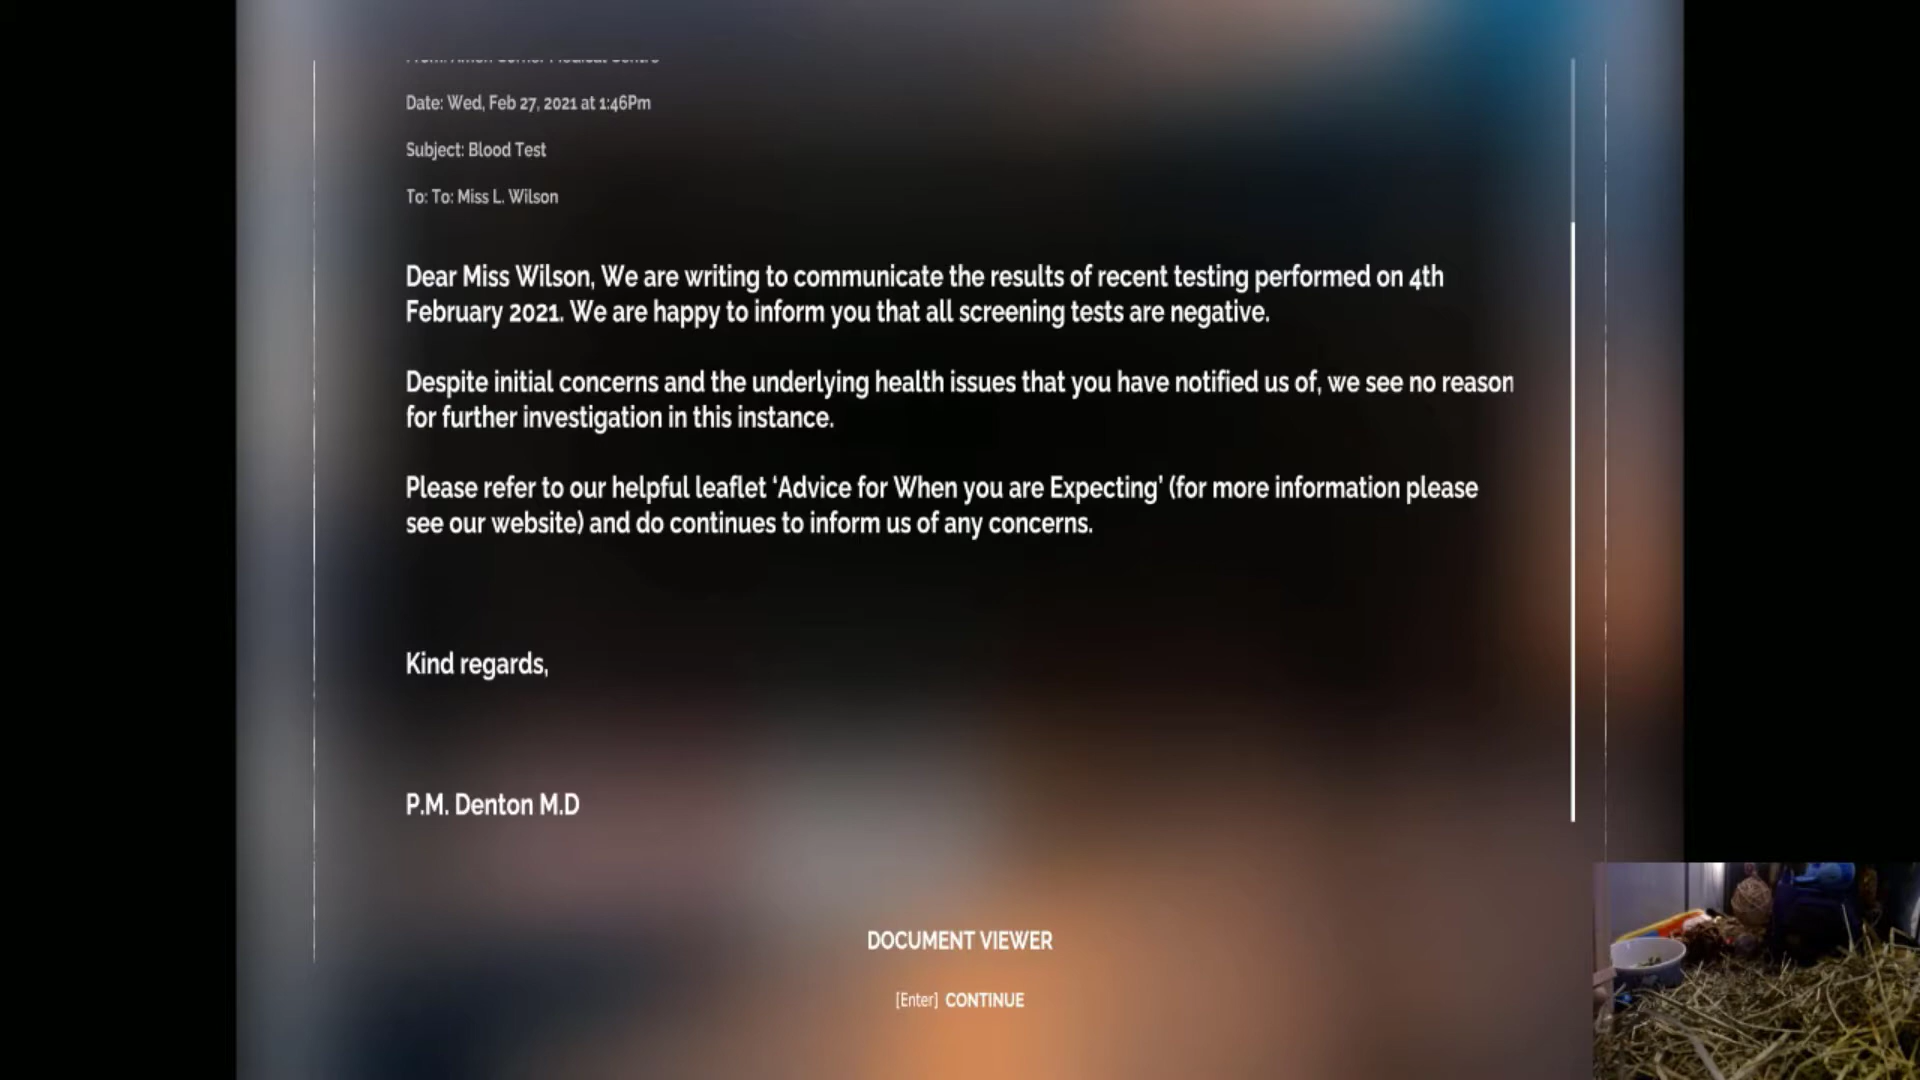 From: Amen Corner Medical Centre
Date: Wed, Feb 27, 2021 at 1:46Pm
Subject: Blood Test
To: To: Miss L. Wilson
Dear Miss Wilson, We are writing to communicate the results of recent testing performed on 4th
February 2021. We are happy to inform you that all screening tests are negative.
Despite initial concerns and the underlying health issues that you have notified us of, we see no reason
for further investigation in this instance.
Please refer to our helpful leaflet ‘Advice for When you are Expecting’ (for more information please
see our website) and do continues to inform us of any concerns.
Kind regards,
P.M. Denton M.D
DOCUMENT VIEWER
[Enter] CONTINUE